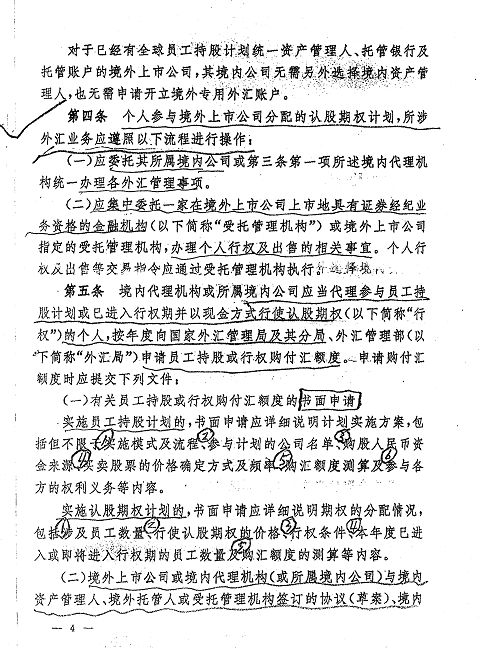 对于已经有全球员工持股计划统一资产管理人、托管银行及
托管账户的境外上市公司，其境内公司无需另外选择境内资产管
理人，也无需申请开立境外专用外汇账户。
第四条　个人参与境外上市公司分配的认股期权计划，所涉
外汇业务应遵照以下流程进行操作：
(一)应委托其所属境内公司或第三条第一项所述境内代理机
构统一办理各外汇管理事项。
(二)应集中委托一家在境外上市公司上市地具有证券经纪业
务资格的金融机构(以下简称“受托管理机构”)或境外上市公司
指定的受托管理机构，办理个人行权及出售的相关事宜。个人行
权及出售等交易指令应通过受托管理机构执行
第五条　境内代理机构或所属境内公司应当代理参与员工持
股计划或已进入行权期并以现金方式行使认股期权(以下简称“行
权”)的个人，按年度向国家外汇管理局及其分局、外汇管理部(以
下简称“外汇局”)申请员工持股或行权购付汇额度。申请购付汇
额度时应提交下列文件：
(一)有关员工持股或行权购付汇额度的书面申请
实施员工持股计划的，书面申请应详细说明计划实施方案，包
括但不限于实施模式及流程、参与计划的公司名单、购股人民币资
金来源、买卖股票的价格确定方式及频率、购汇额度测算及参与各
方的权利义务等内容。
实施认股期权计划的，书面申请应详细说明期权的分配情况，
包括涉及员工数量、行使认股期权的价格、行权条件、本年度已进
入或即将进入行权期的员工数量及购汇额度的测算等内容。
(二)境外上市公司或境内代理机构(或所属境内公司)与境内
资产管理人、境外托管人或受托管理机构签订的协议(草案)、境内
— 4 —